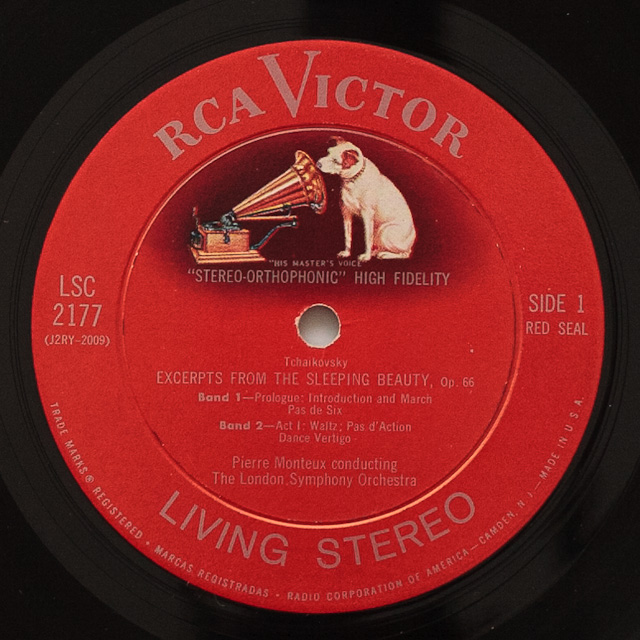 RCA VICTOR
"HIS MASTER'S VOICE"
"STEREO-ORTHOPHONIC" HIGH FIDELITY
LSC
2177
(J2RY-2009)
SIDE 1
RED SEAL
Tchaikovsky
EXCERPTS FROM THE SLEEPING BEAUTY, Op. 66
Band 1—Prologue: Introduction and March
Pas de Six
Band 2—Act I: Waltz; Pas d'Action
Dance Vertigo
Pierre Monteux conducting
The London Symphony Orchestra
LIVING STEREO
TRADE MARKS® REGISTERED • MARCAS REGISTRADAS • RADIO CORPORATION OF AMERICA—CAMDEN, N.J.—MADE IN U.S.A.